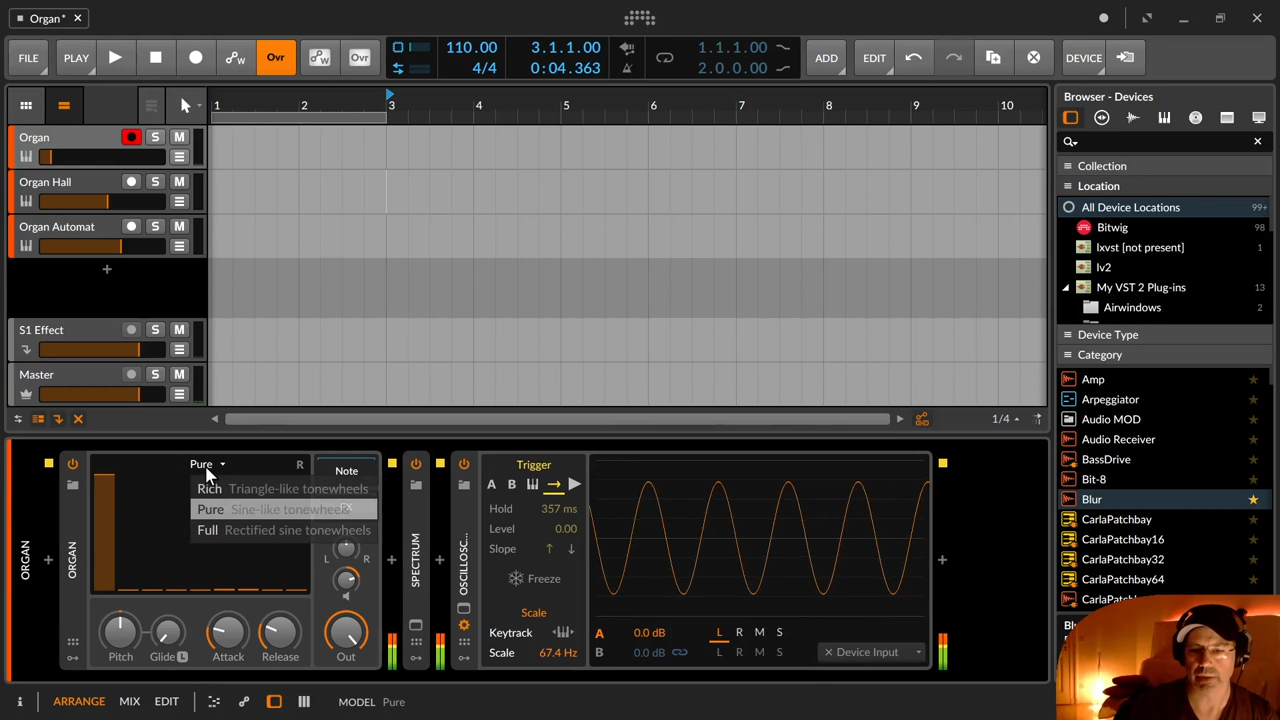 Organ*
FILE
PLAY
Ovr
Ovr
110.00
4/4
3.1.1.00
0:04.363
1.1.1.00
2.0.0.00
ADD
EDIT
DEVICE
1 2 3 4 5 6 7 8 9 10
Organ
S M
Organ Hall
S M
Organ Automat
S M
+
S1 Effect
S M
Master
S M
1/4
Browser - Devices
Collection
Location
All Device Locations 99+
Bitwig 98
lxvst [not present] 1
lv2
My VST 2 Plug-ins 13
Airwindows 2
Device Type
Category
Amp
Arpeggiator
Audio MOD
Audio Receiver
BassDrive
Bit-8
Blur
CarlaPatchbay
CarlaPatchbay16
CarlaPatchbay32
CarlaPatchbay64
ORGAN
ORGAN
Pure
R
Rich Triangle-like tonewheels
Pure Sine-like tonewheels
Full Rectified sine tonewheels
Pitch
Glide L
Attack
Release
Note
L R
Out
SPECTRUM
OSCILLOSC...
Trigger
A B
Hold 357 ms
Level 0.00
Slope
Freeze
Scale
Keytrack
Scale 67.4 Hz
A 0.0 dB L R M S
B 0.0 dB L R M S
Device Input
i
ARRANGE
MIX
EDIT
MODEL Pure